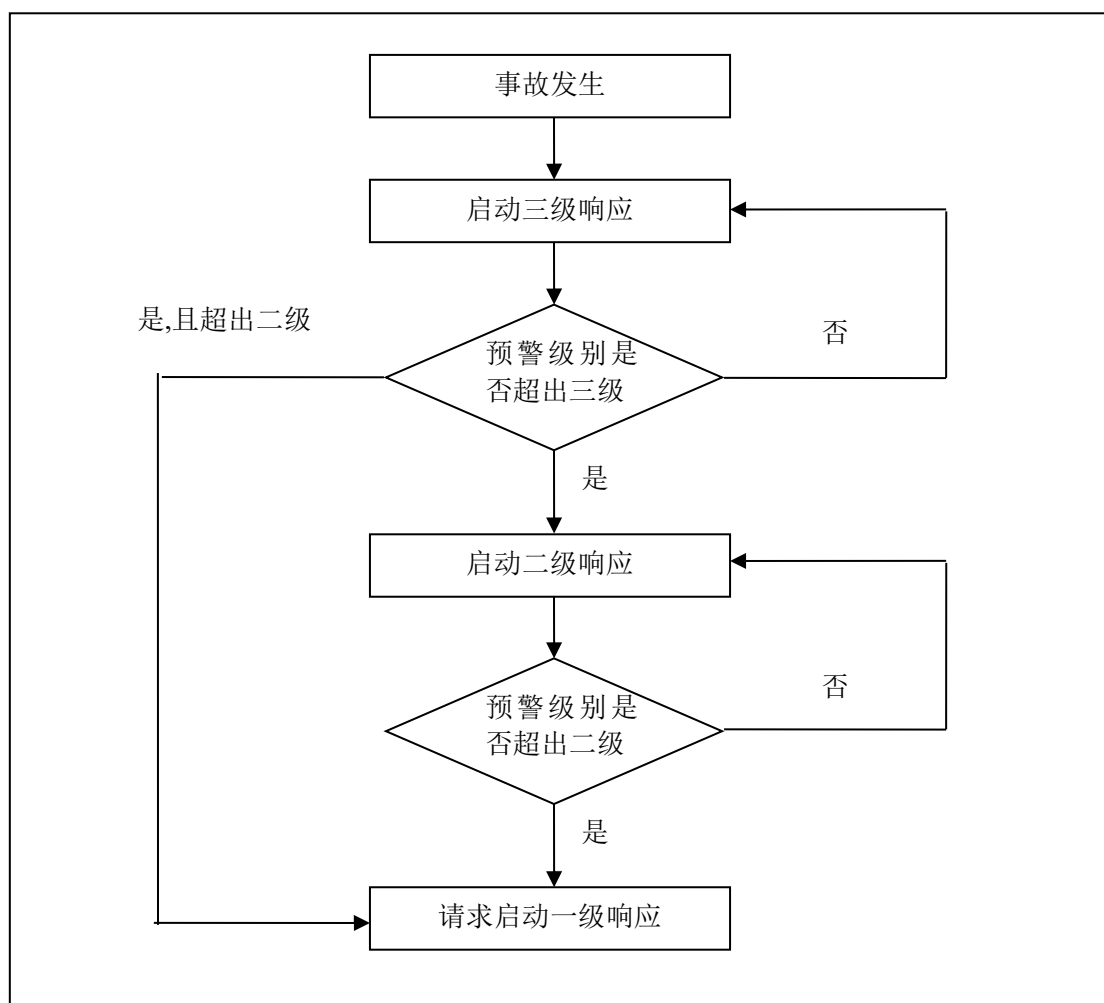 事故发生
启动三级响应
是,且超出二级
否
预警级别是
否超出三级
是
启动二级响应
否
预警级别是
否超出二级
是
请求启动一级响应